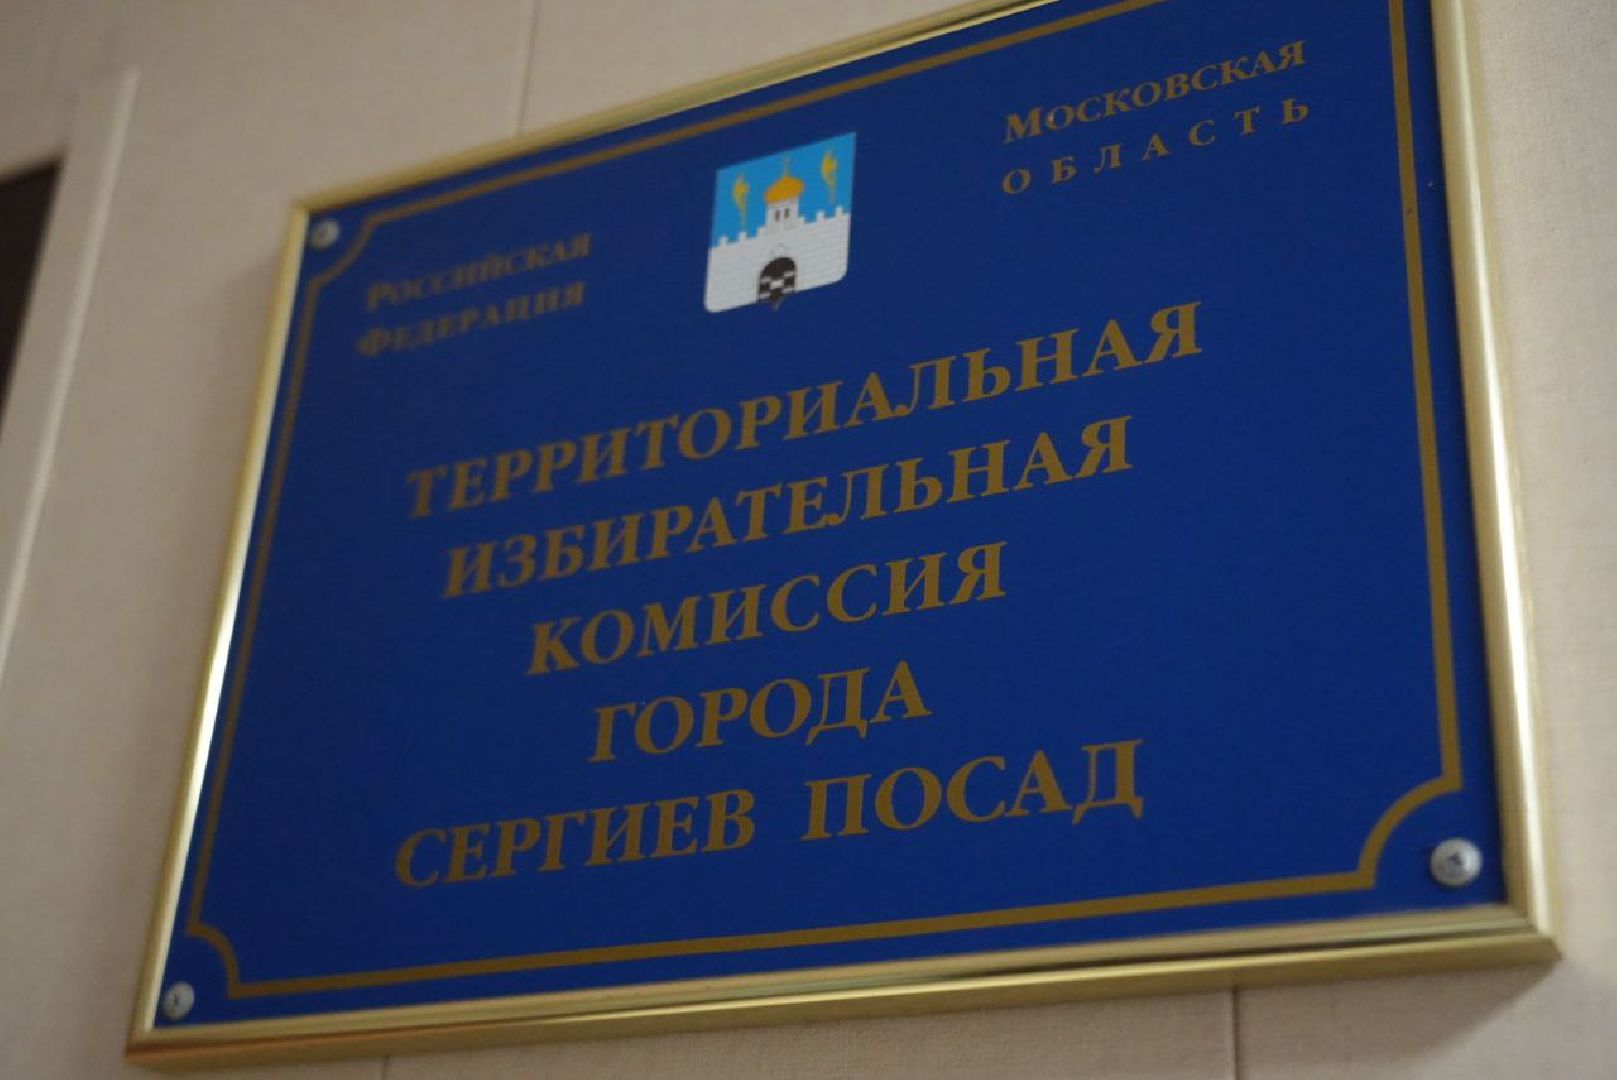 Российская
Федерация
Московская
область
ТЕРРИТОРИАЛЬНАЯ
ИЗБИРАТЕЛЬНАЯ
КОМИССИЯ
ГОРОДА
СЕРГИЕВ ПОСАД